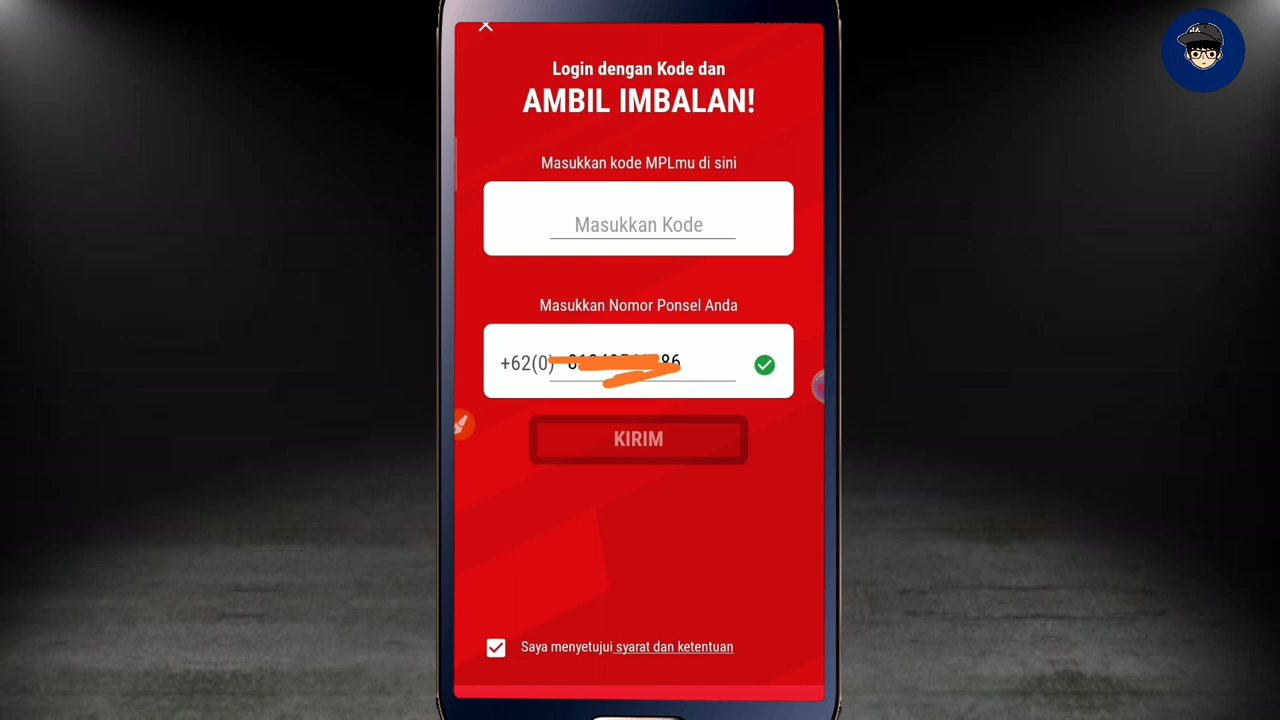 Login dengan Kode dan
AMBIL IMBALAN!
Masukkan kode MPLmu di sini
Masukkan Kode
Masukkan Nomor Ponsel Anda
+62(0)
KIRIM
Saya menyetujui syarat dan ketentuan